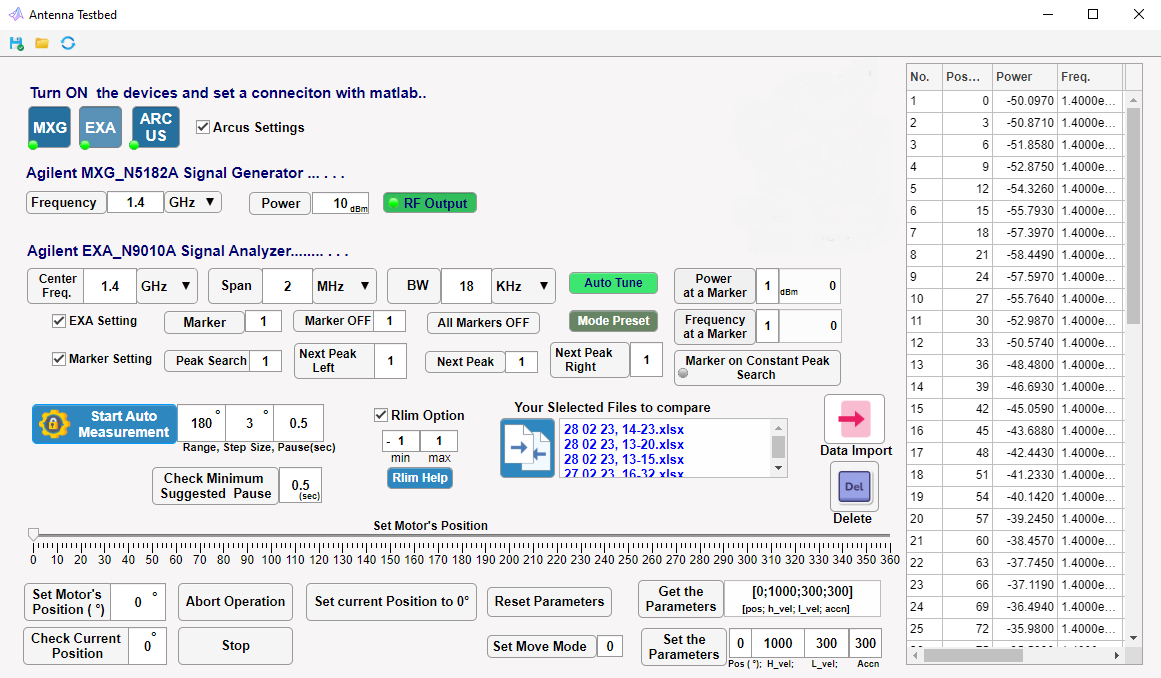 Antenna Testbed
Turn ON the devices and set a conneciton with matlab..
MXG
EXA
ARC
US
Arcus Settings
Agilent MXG_N5182A Signal Generator ... . . .
Frequency 1.4 GHz ▼ Power 10 dBm RF Output
Agilent EXA_N9010A Signal Analyzer........ . . .
Center
Freq. 1.4 GHz ▼ Span 2 MHz ▼ BW 18 KHz ▼ Auto Tune
Power
at a Marker 1 dBm 0
EXA Setting Marker 1 Marker OFF 1 All Markers OFF Mode Preset
Frequency
at a Marker 1 0
Marker Setting Peak Search 1
Next Peak
Left 1
Next Peak 1
Next Peak
Right 1
Marker on Constant Peak
Search
Start Auto
Measurement
180 ° 3 ° 0.5
Range, Step Size, Pause(sec)
Check Minimum
Suggested Pause
0.5
(sec)
Rlim Option
- 1 1
min max
Rlim Help
Your Slelected Files to compare
28 02 23, 14-23.xlsx
28 02 23, 13-20.xlsx
28 02 23, 13-15.xlsx
27 02 23, 16-32.xlsx
Data Import
Del
Delete
Set Motor's Position
0 10 20 30 40 50 60 70 80 90 100 110 120 130 140 150 160 170 180 190 200 210 220 230 240 250 260 270 280 290 300 310 320 330 340 350 360
Set Motor's
Position ( °) 0 °
Abort Operation
Set current Position to 0°
Reset Parameters
Get the
Parameters
[0;1000;300;300]
[pos; h_vel; l_vel; accn]
Check Current
Position 0 °
Stop
Set Move Mode 0
Set the
Parameters
0 1000 300 300
Pos ( °); H_vel; L_vel; Accn
No. Pos... Power Freq.
1 0 -50.0970 1.4000e...
2 3 -50.8710 1.4000e...
3 6 -51.8580 1.4000e...
4 9 -52.8750 1.4000e...
5 12 -54.3260 1.4000e...
6 15 -55.7930 1.4000e...
7 18 -57.3970 1.4000e...
8 21 -58.4490 1.4000e...
9 24 -57.5970 1.4000e...
10 27 -55.7640 1.4000e...
11 30 -52.9870 1.4000e...
12 33 -50.5740 1.4000e...
13 36 -48.4800 1.4000e...
14 39 -46.6930 1.4000e...
15 42 -45.0590 1.4000e...
16 45 -43.6880 1.4000e...
17 48 -42.4430 1.4000e...
18 51 -41.2330 1.4000e...
19 54 -40.1420 1.4000e...
20 57 -39.2450 1.4000e...
21 60 -38.4570 1.4000e...
22 63 -37.7450 1.4000e...
23 66 -37.1190 1.4000e...
24 69 -36.4940 1.4000e...
25 72 -35.9800 1.4000e...